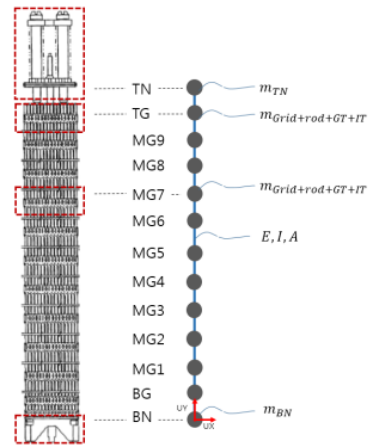 TN
m_{TN}
TG
m_{Grid+rod+GT+IT}
MG9
MG8
MG7
m_{Grid+rod+GT+IT}
MG6
E, I, A
MG5
MG4
MG3
MG2
MG1
BG
BN
UY
UX
m_{BN}